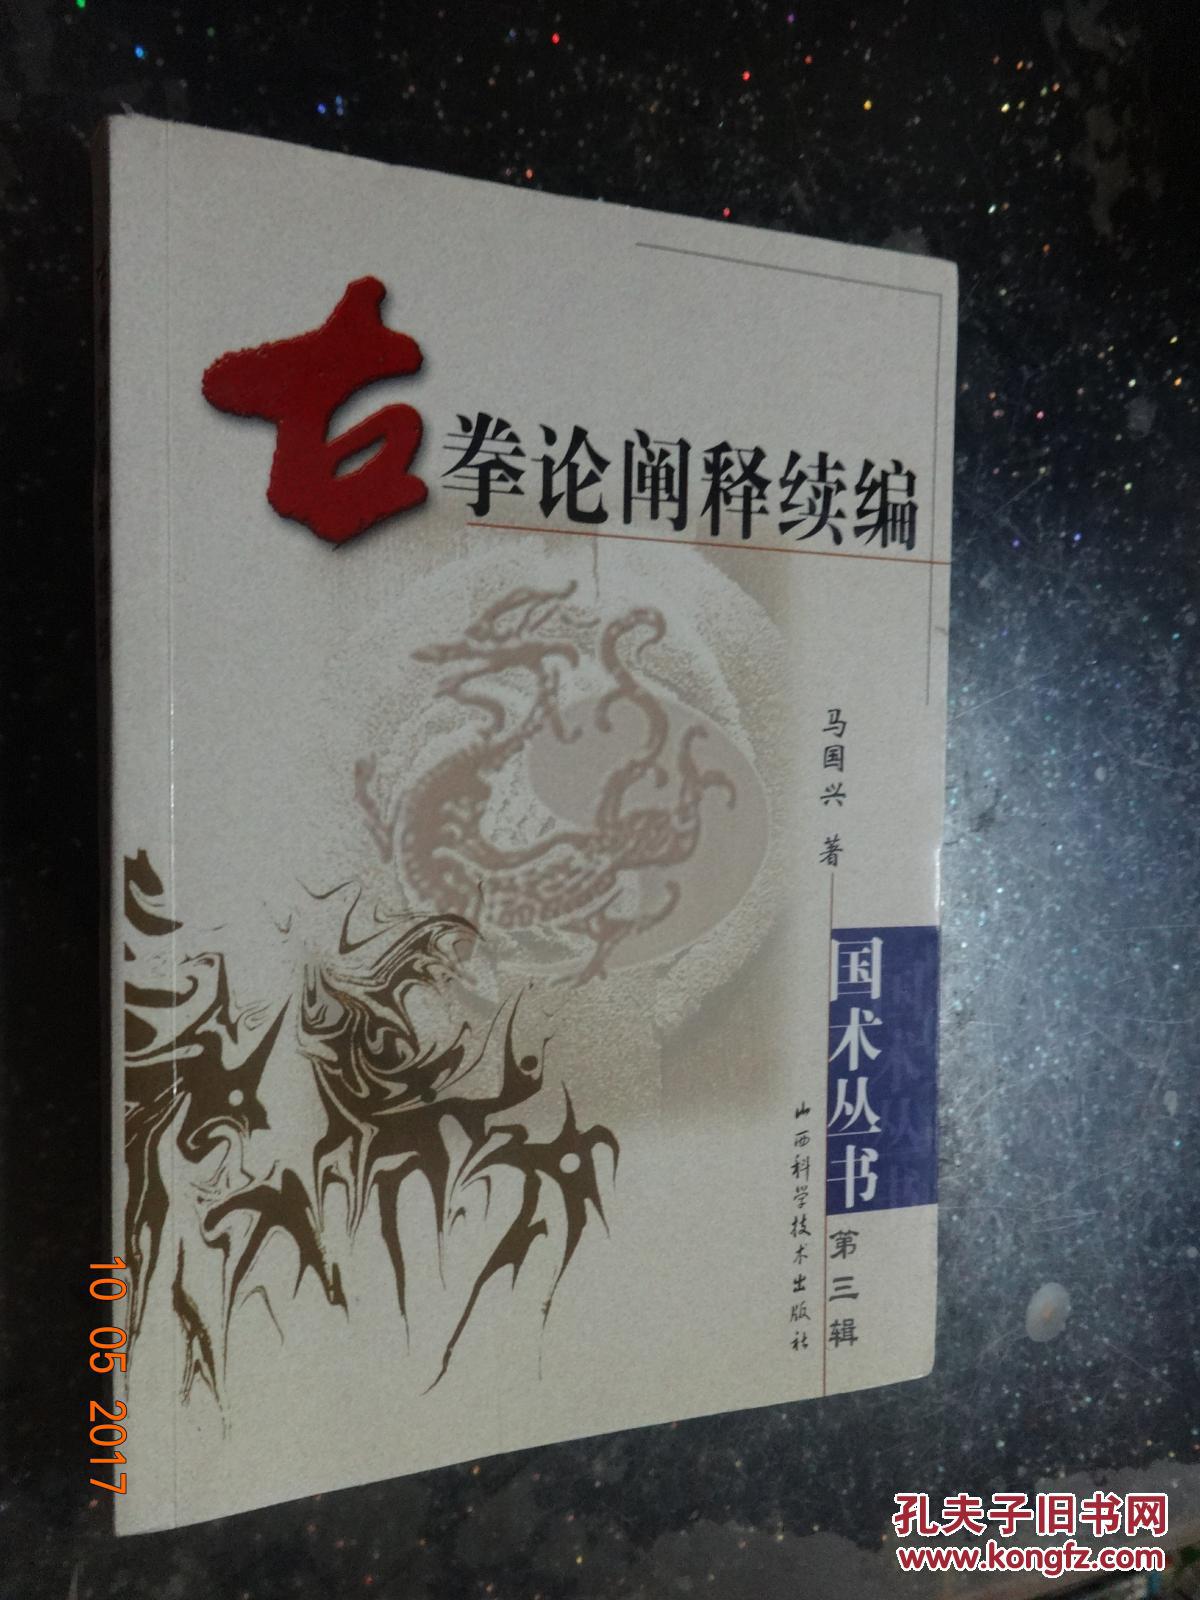 古拳论阐释续编
马国兴 著
国术丛书
第三辑
山西科学技术出版社
10 05 2017
孔夫子旧书网
www.kongfz.com